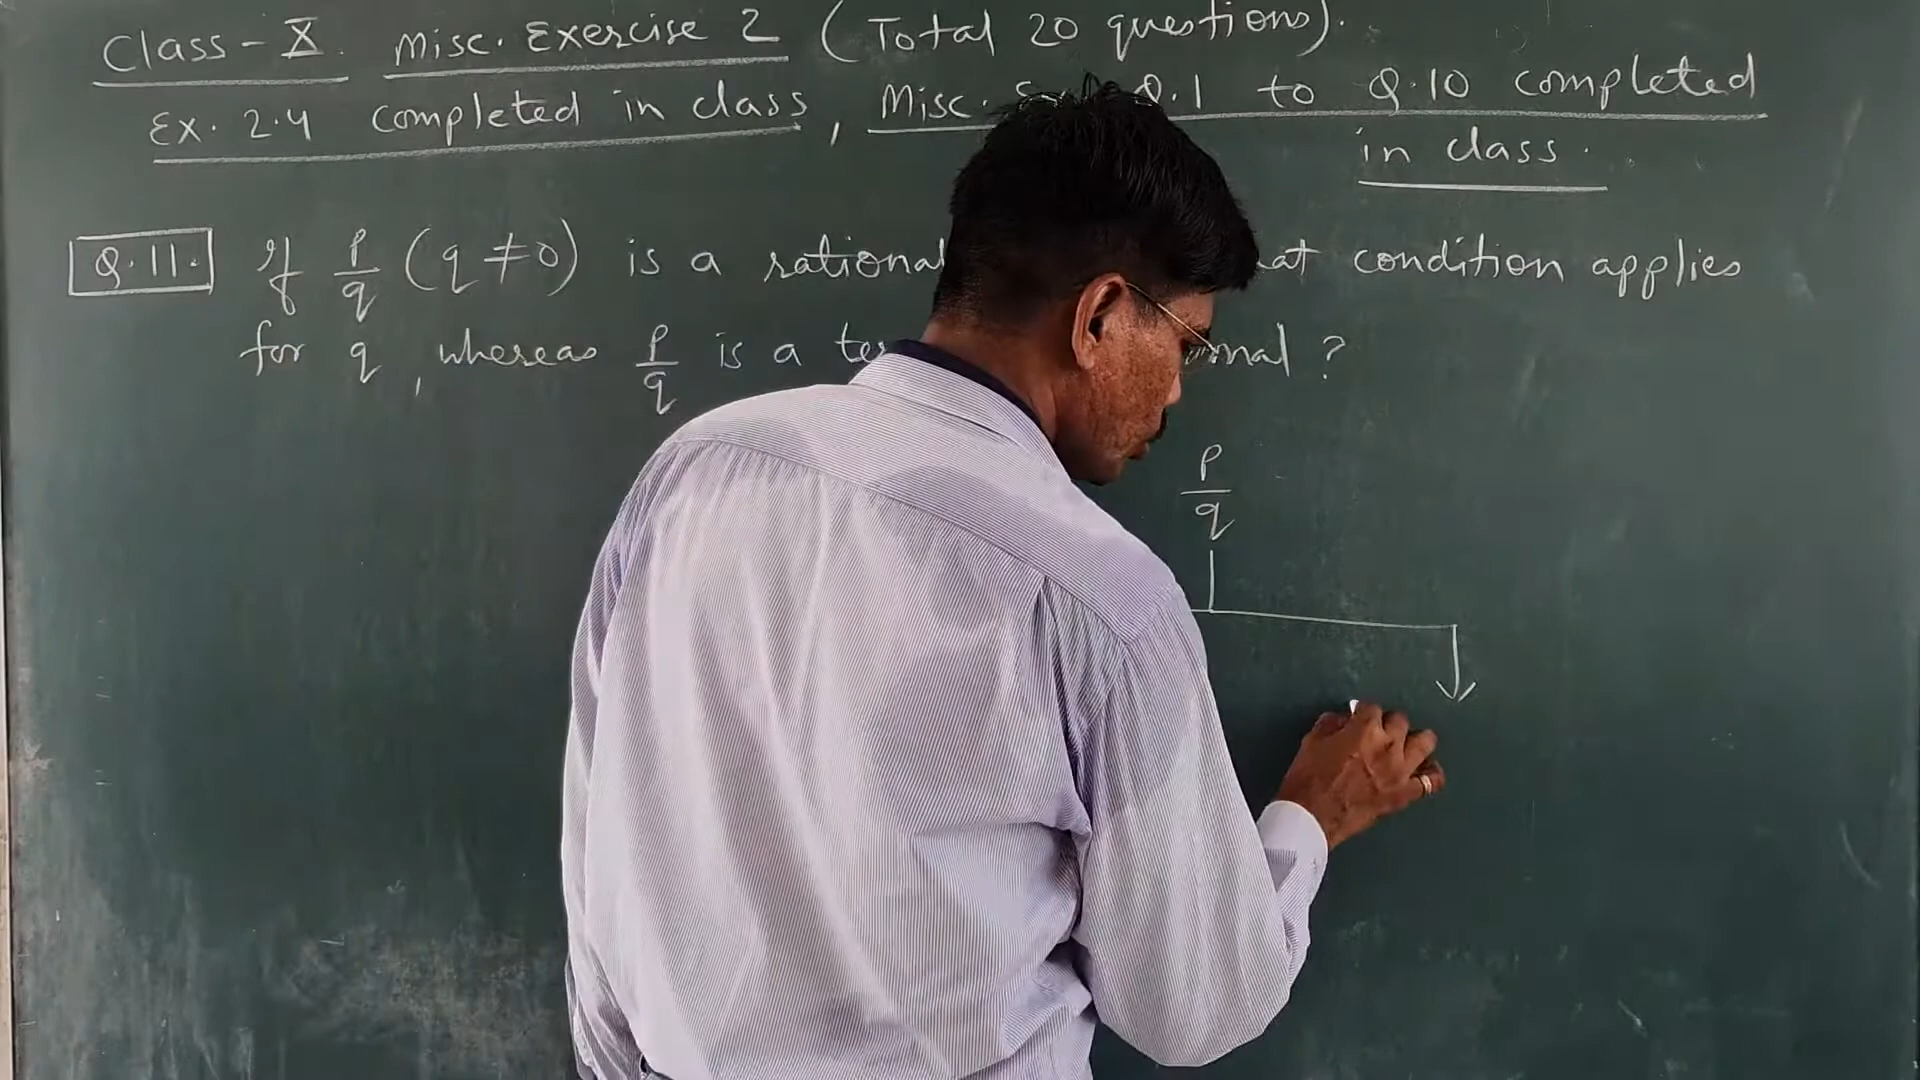 Class - X. Misc. Exercise 2 (Total 20 questions).
Ex. 2.4 completed in class, Misc. Q.1 to Q.10 completed
in class.
Q.11. If p/q (q ≠ 0) is a rational condition applies
for q, whereas p/q is a ?
p/q